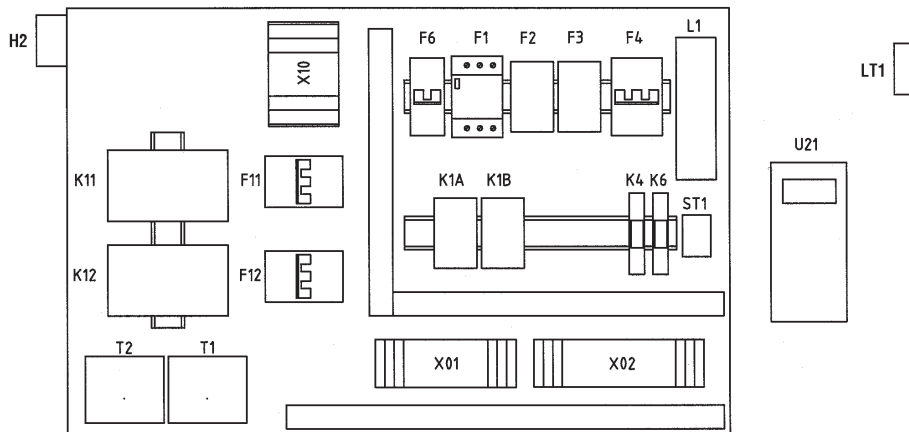 H2
X10
F6 F1 F2 F3 F4 L1
LT1
U21
K11 F11
K1A K1B K4 K6 ST1
K12 F12
T2 T1
X01 X02